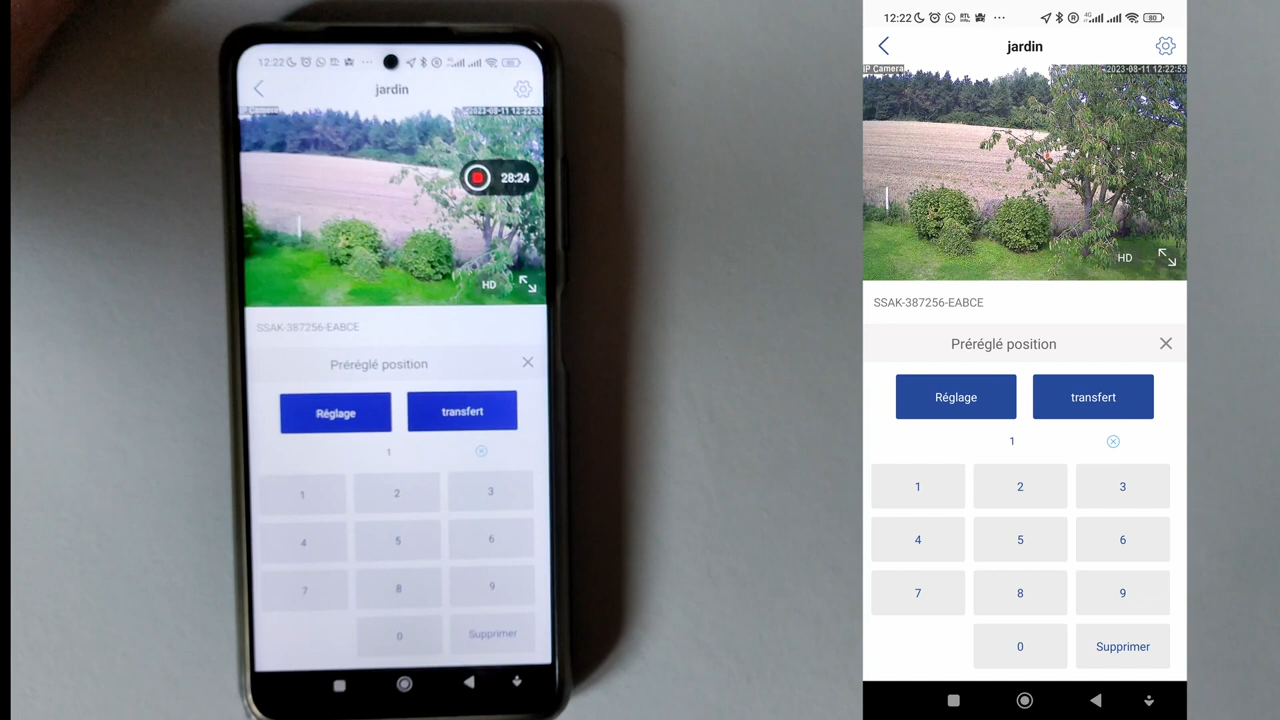 12:22
jardin
IP Camera 2023-08-11 12:22:53
28:24
HD
SSAK-387256-EABCE
Préréglé position
Réglage transfert
1
1 2 3
4 5 6
7 8 9
0 Supprimer
12:22 RTL 4G 80
jardin
IP Camera 2023-08-11 12:22:53
HD
SSAK-387256-EABCE
Préréglé position
Réglage transfert
1
1 2 3
4 5 6
7 8 9
0 Supprimer